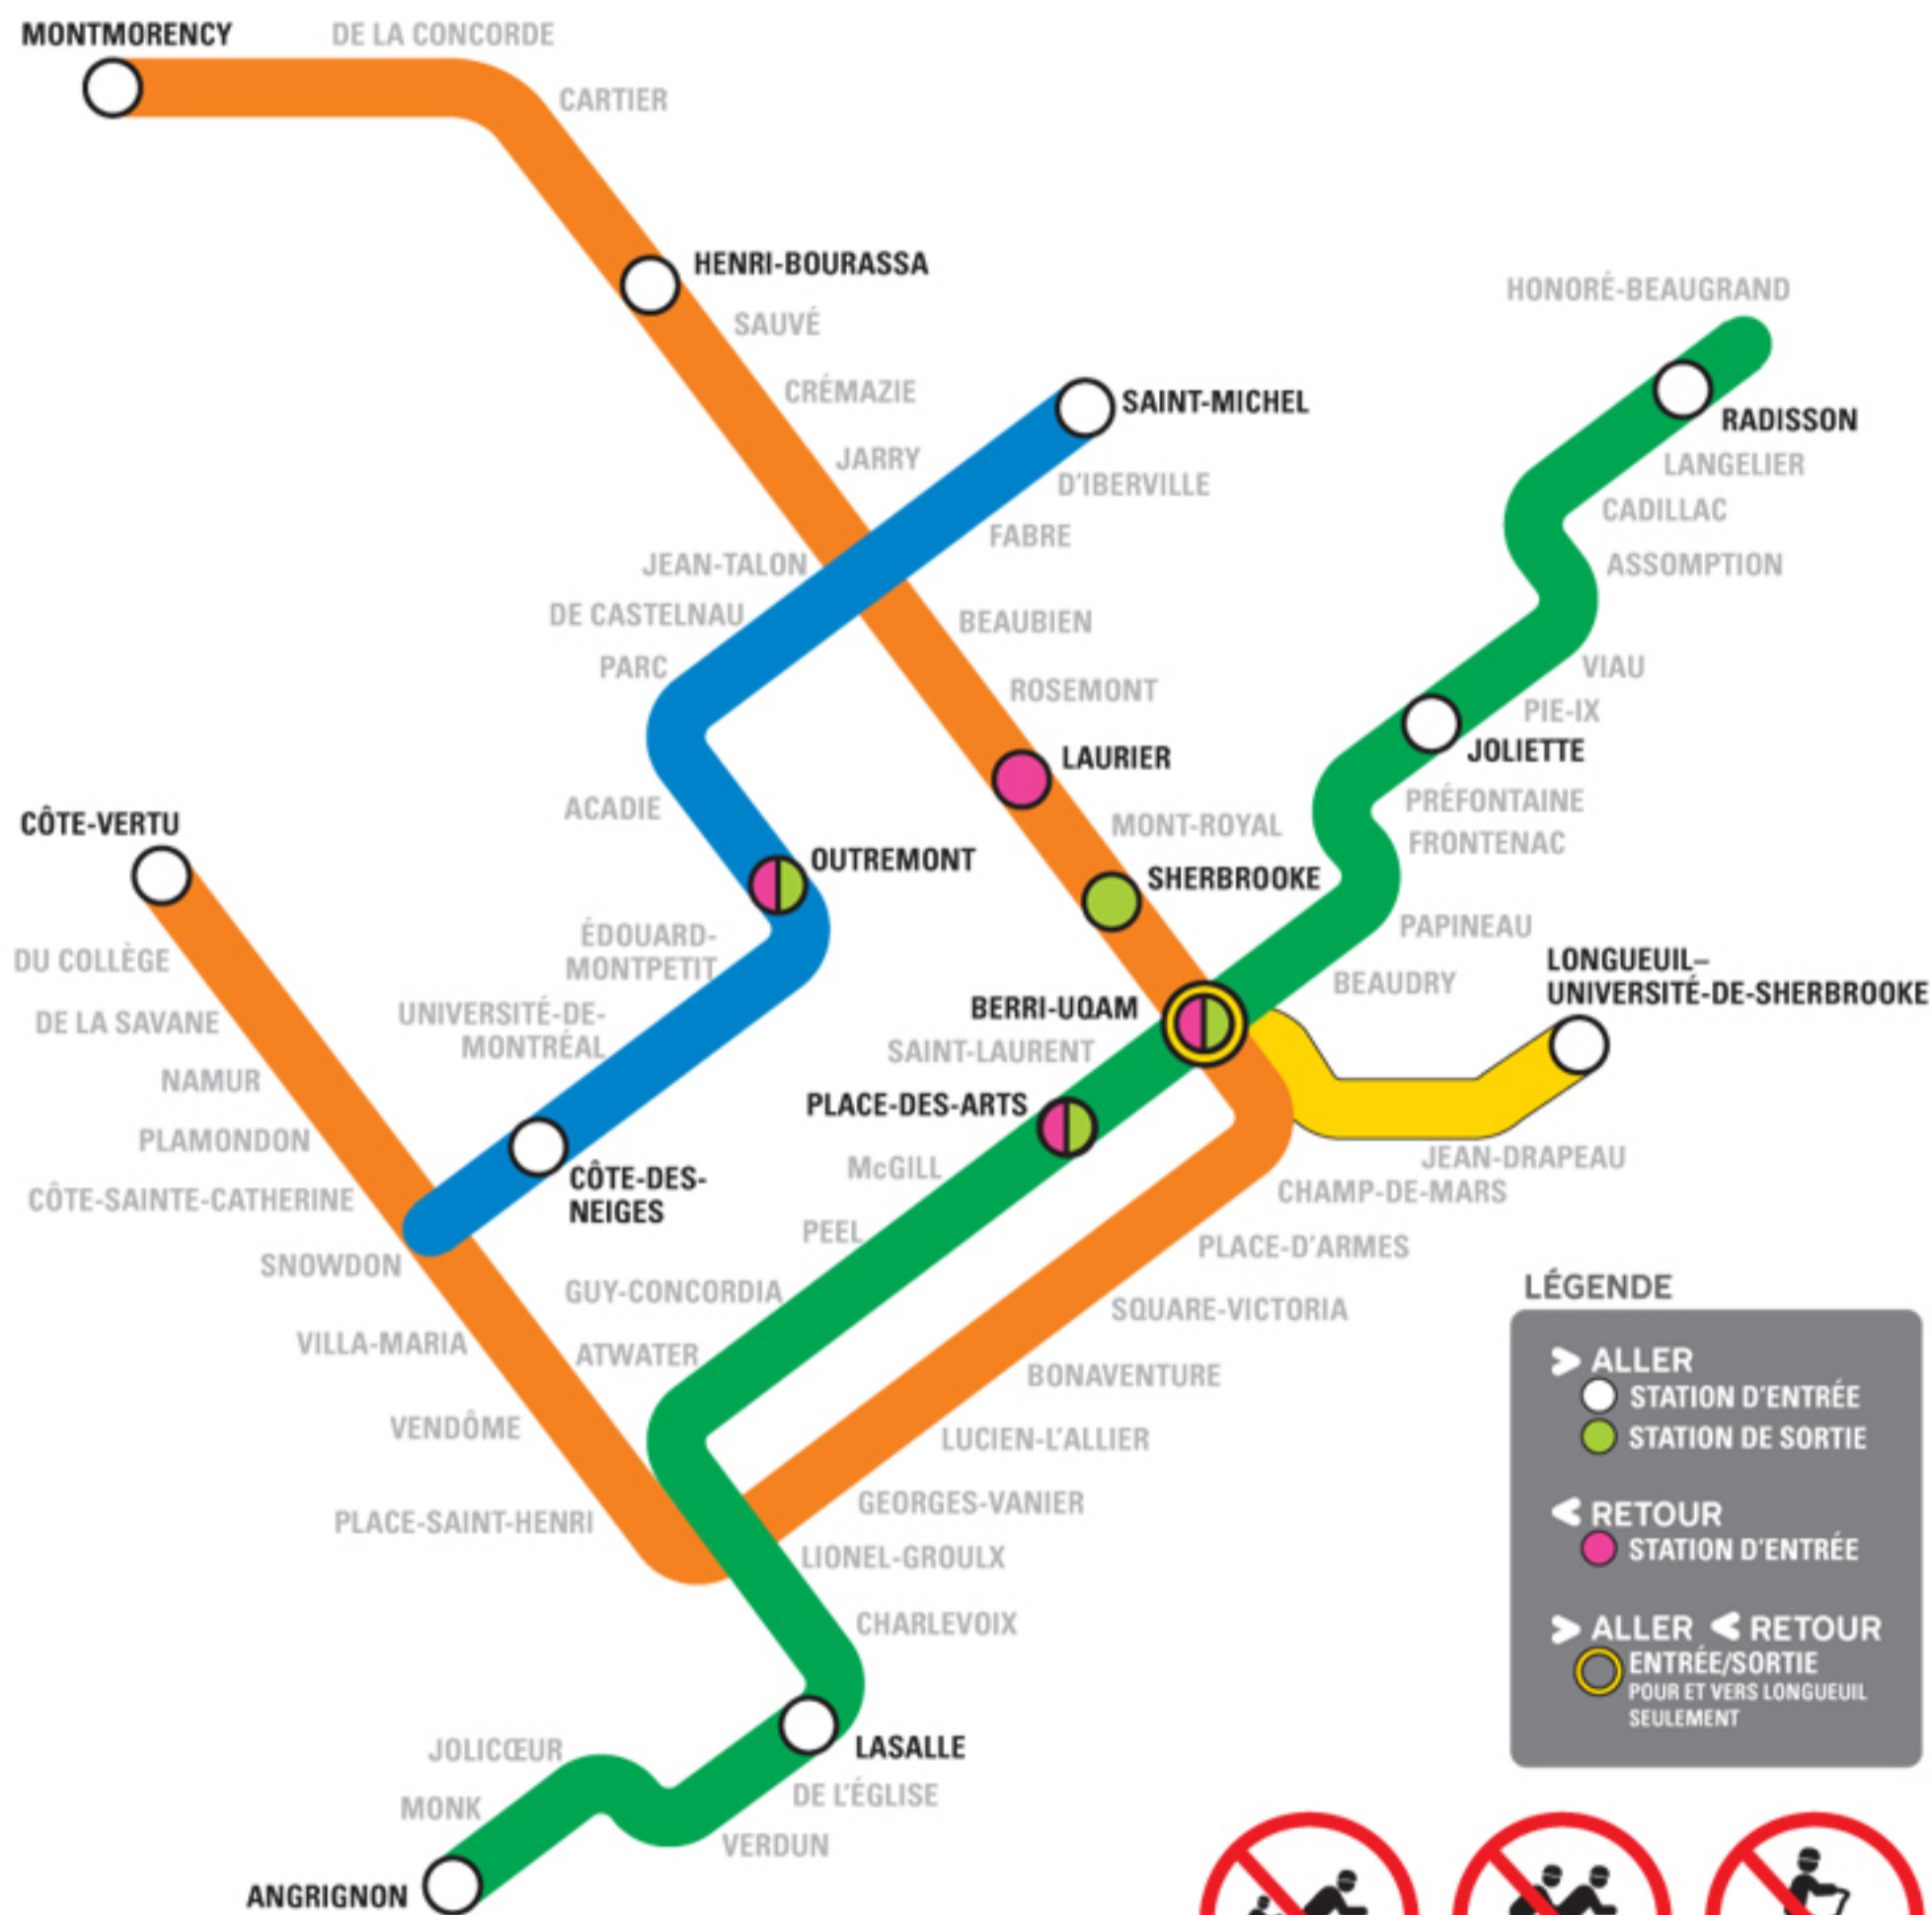 MONTMORENCY
DE LA CONCORDE
CARTIER
HENRI-BOURASSA
SAUVÉ
CRÉMAZIE
JARRY
SAINT-MICHEL
D'IBERVILLE
FABRE
JEAN-TALON
DE CASTELNAU
PARC
ACADIE
OUTREMONT
ÉDOUARD-
MONTPETIT
UNIVERSITÉ-DE-
MONTRÉAL
CÔTE-DES-
NEIGES
BEAUBIEN
ROSEMONT
LAURIER
MONT-ROYAL
SHERBROOKE
HONORÉ-BEAUGRAND
RADISSON
LANGELIER
CADILLAC
ASSOMPTION
VIAU
PIE-IX
JOLIETTE
PRÉFONTAINE
FRONTENAC
PAPINEAU
BEAUDRY
LONGUEUIL–
UNIVERSITÉ-DE-SHERBROOKE
JEAN-DRAPEAU
BERRI-UQAM
SAINT-LAURENT
PLACE-DES-ARTS
McGILL
PEEL
GUY-CONCORDIA
ATWATER
CÔTE-VERTU
DU COLLÈGE
DE LA SAVANE
NAMUR
PLAMONDON
CÔTE-SAINTE-CATHERINE
SNOWDON
VILLA-MARIA
VENDÔME
PLACE-SAINT-HENRI
CHAMP-DE-MARS
PLACE-D'ARMES
SQUARE-VICTORIA
BONAVENTURE
LUCIEN-L'ALLIER
GEORGES-VANIER
LIONEL-GROULX
CHARLEVOIX
LASALLE
DE L'ÉGLISE
VERDUN
JOLICŒUR
MONK
ANGRIGNON
LÉGENDE
> ALLER
STATION D'ENTRÉE
STATION DE SORTIE
< RETOUR
STATION D'ENTRÉE
> ALLER < RETOUR
ENTRÉE/SORTIE
POUR ET VERS LONGUEUIL
SEULEMENT